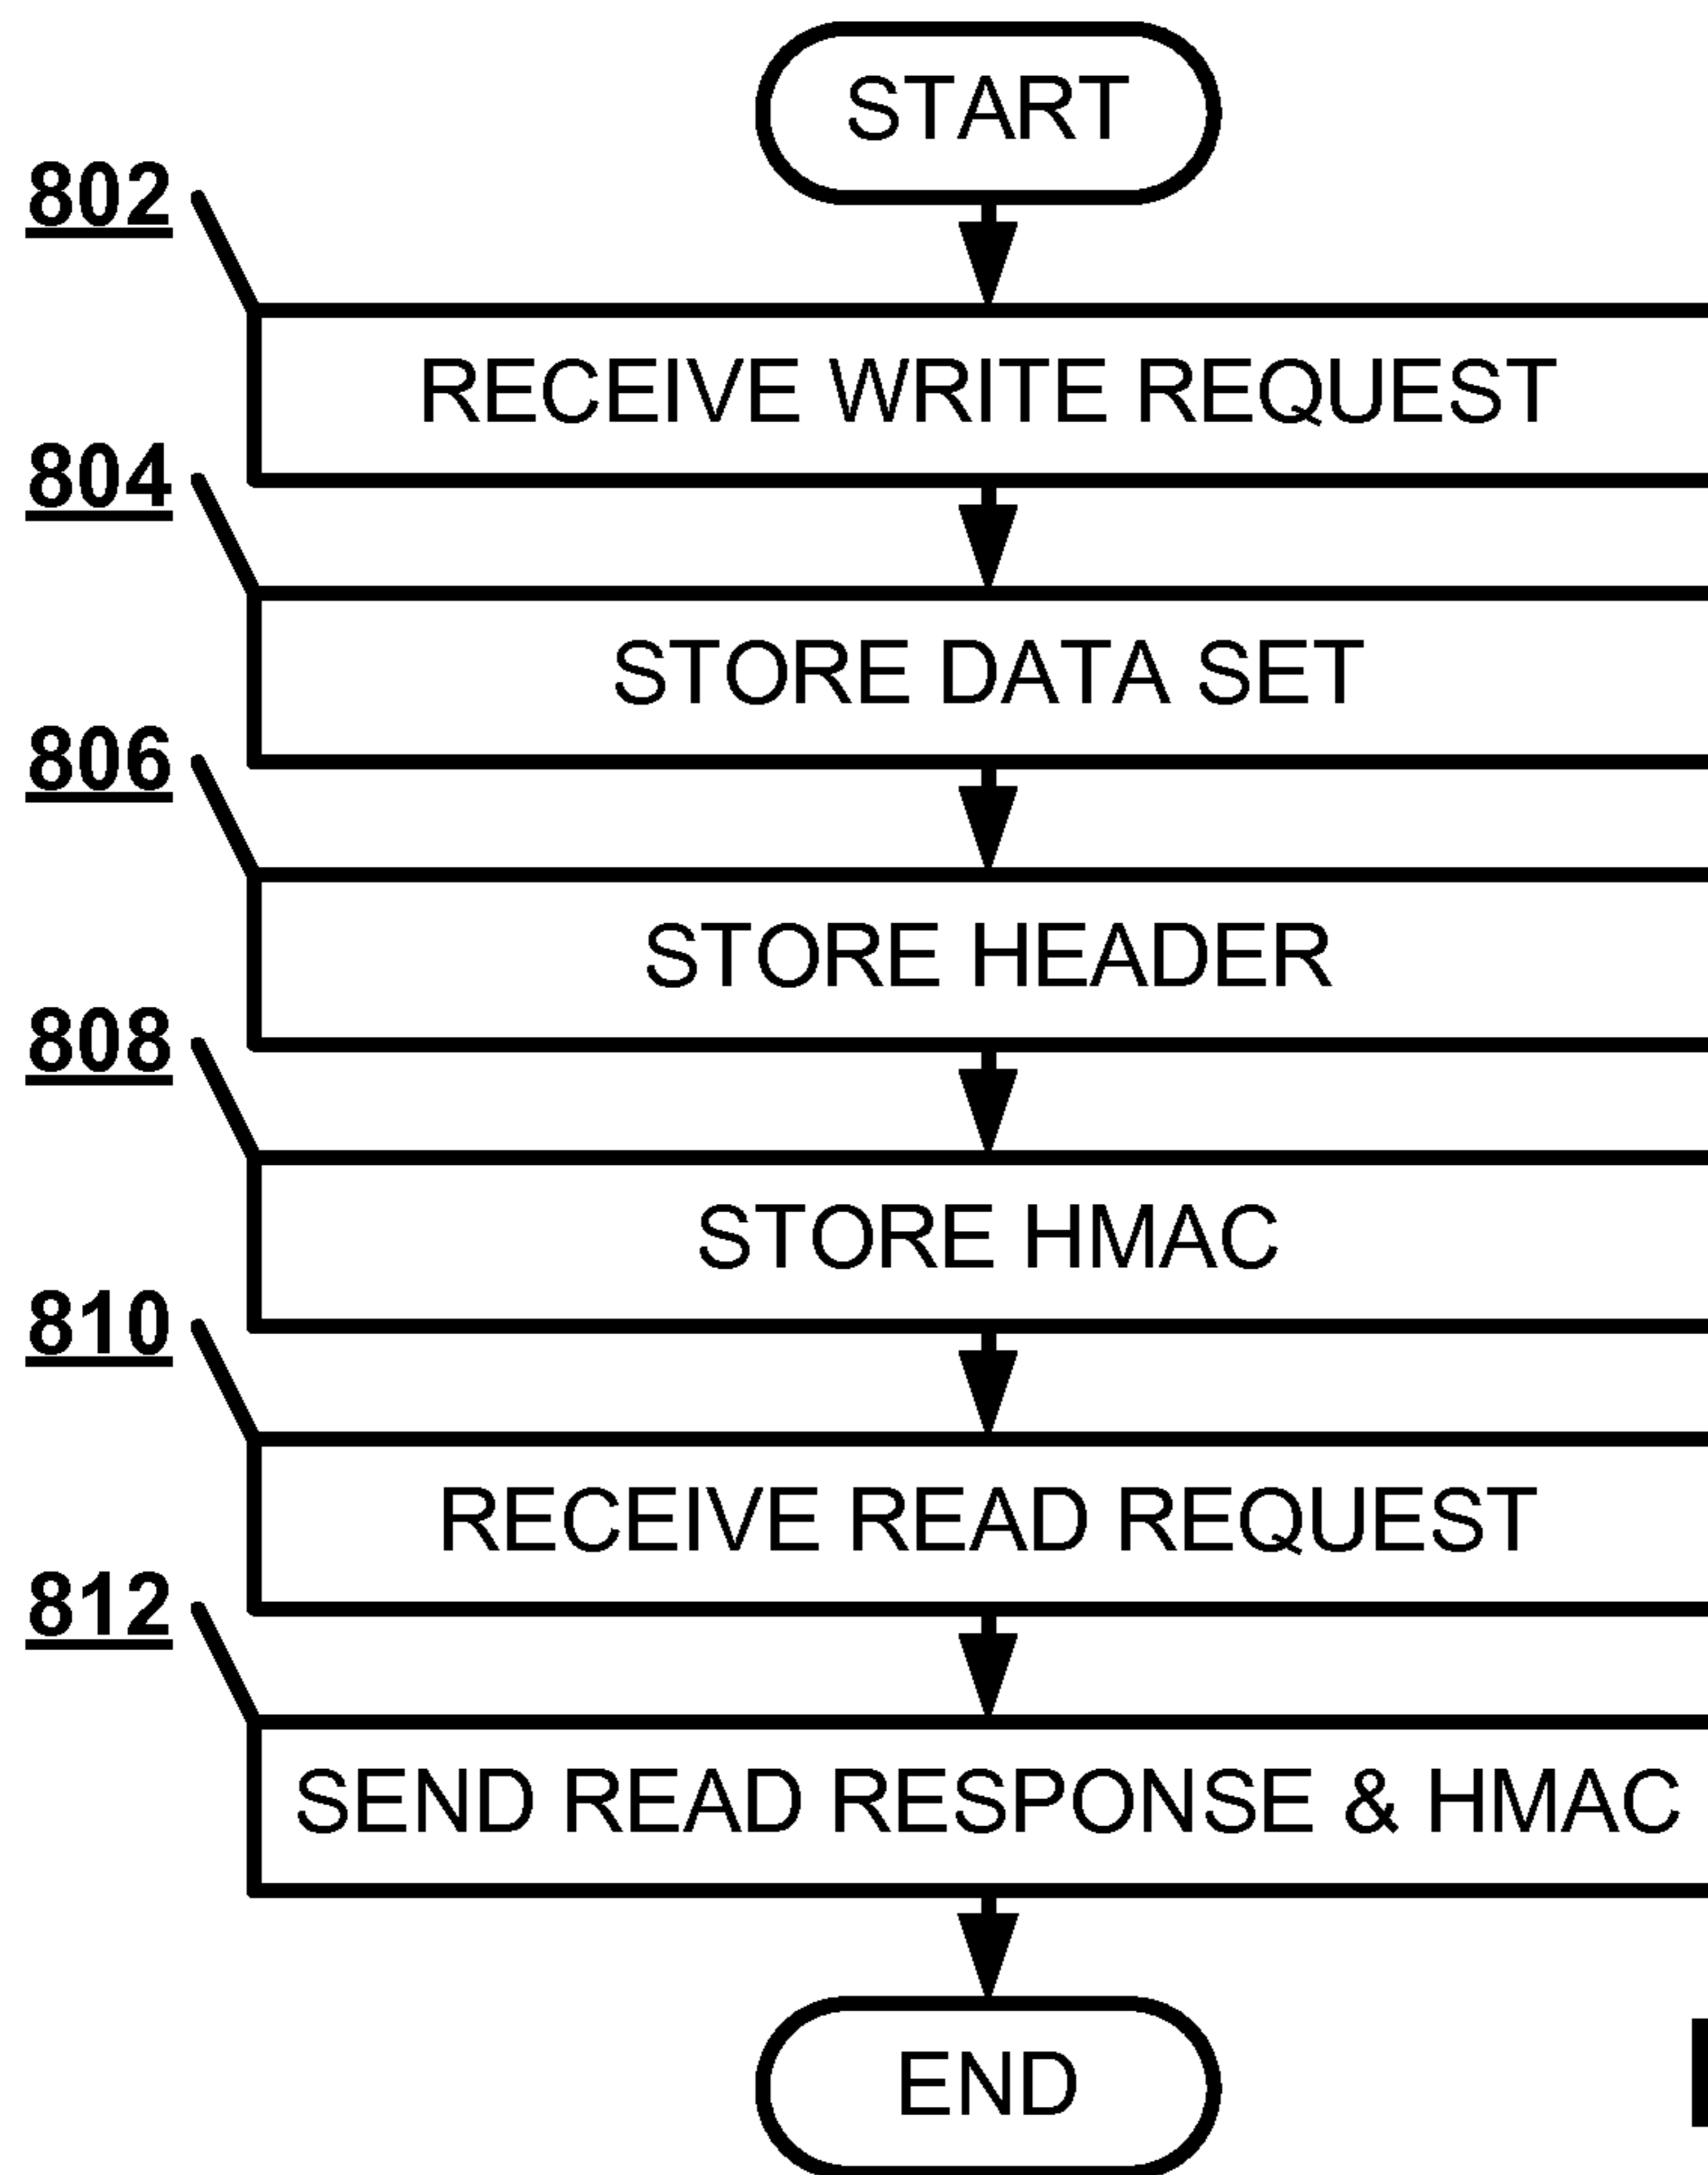 START
802
RECEIVE WRITE REQUEST
804
STORE DATA SET
806
STORE HEADER
808
STORE HMAC
810
RECEIVE READ REQUEST
812
SEND READ RESPONSE & HMAC
END